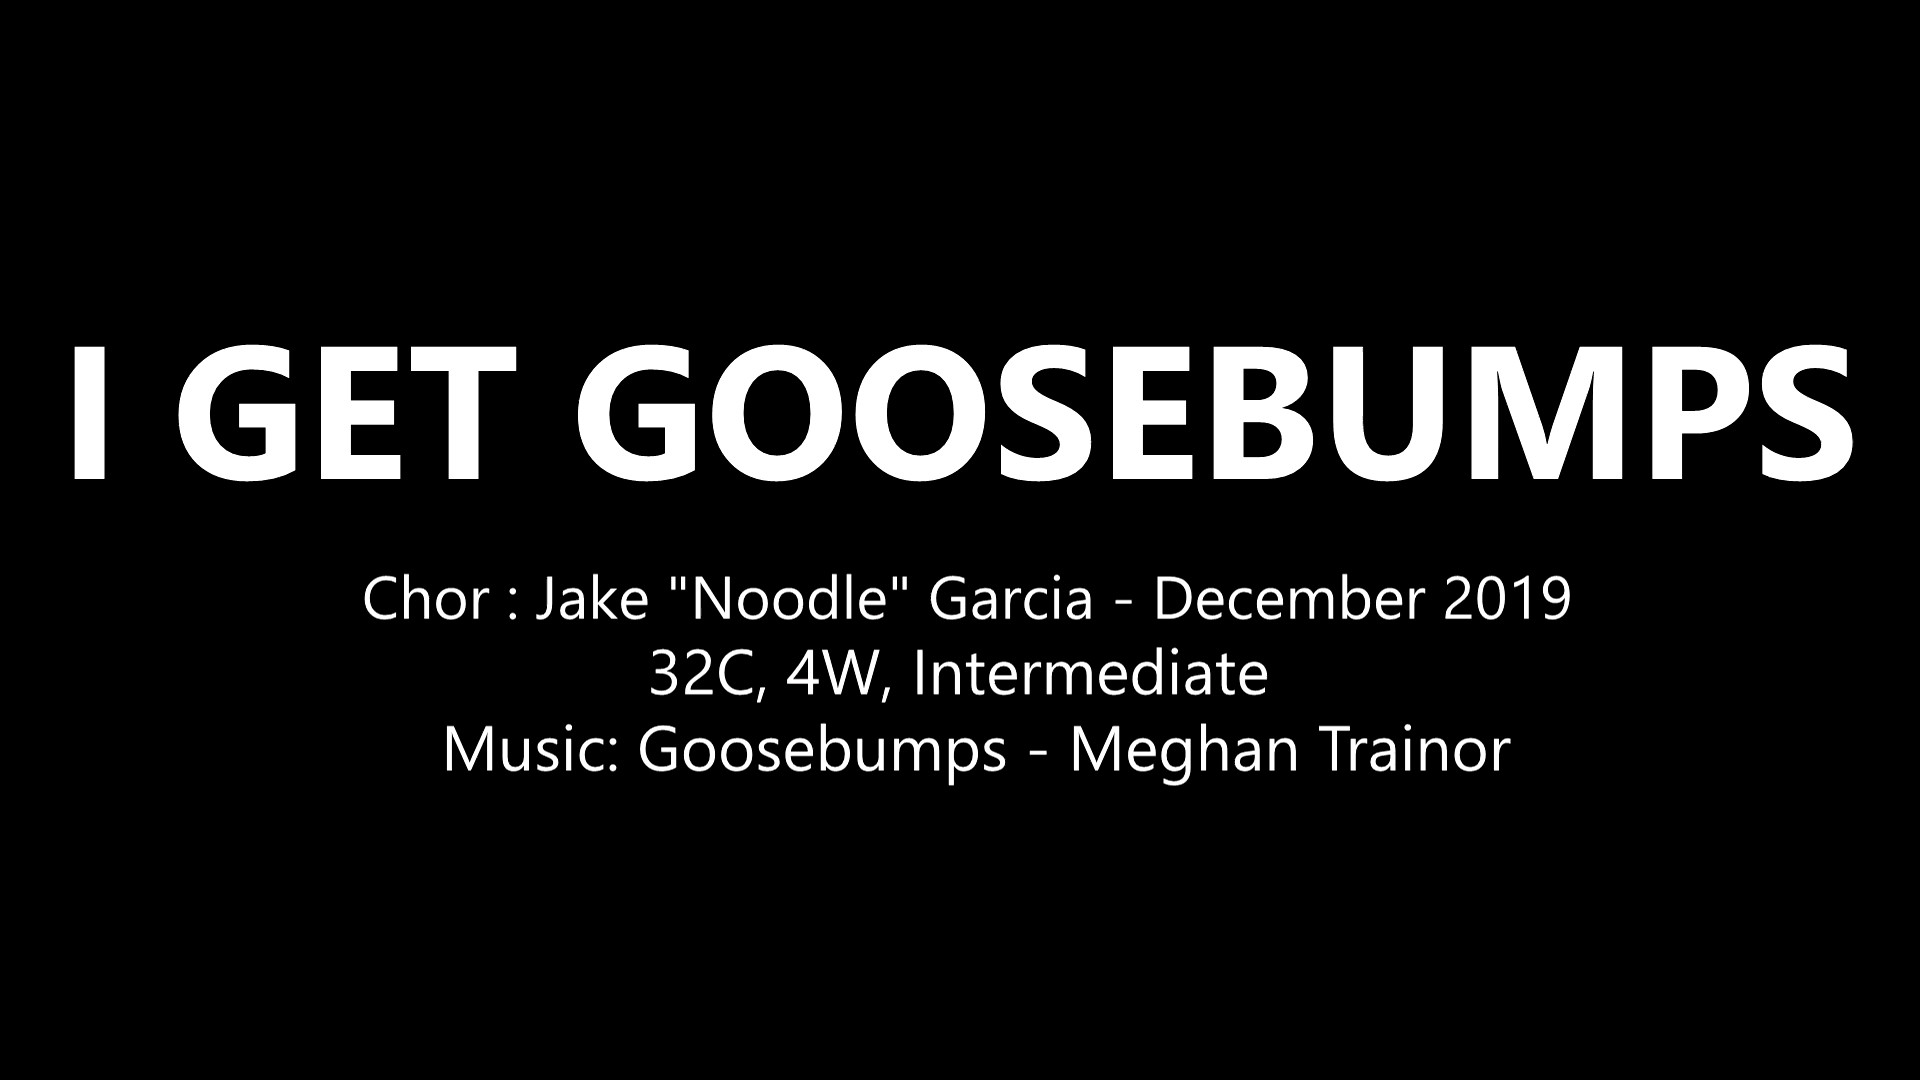 I GET GOOSEBUMPS
Chor : Jake "Noodle" Garcia - December 2019
32C, 4W, Intermediate
Music: Goosebumps - Meghan Trainor